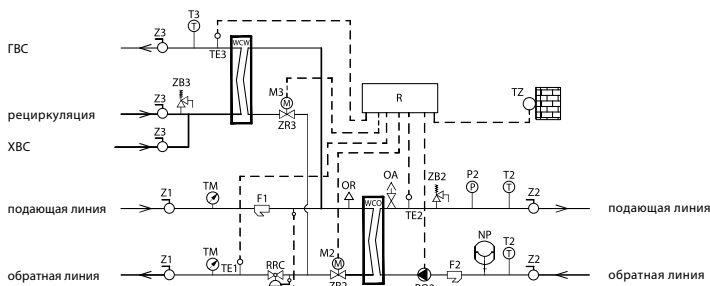 T3
Z3
ГВС
WCW
TE3
ZB3
M3
M
R
TZ
Z3
рециркуляция
ZR3
Z3
ХВС
Z1
TM
F1
OR
OA
ZB2
P2
P
T2
T
Z2
WCO
TE2
подающая линия
подающая линия
Z1
TM
TE1
RRC
M2
M
NP
F2
T2
T
Z2
обратная линия
обратная линия